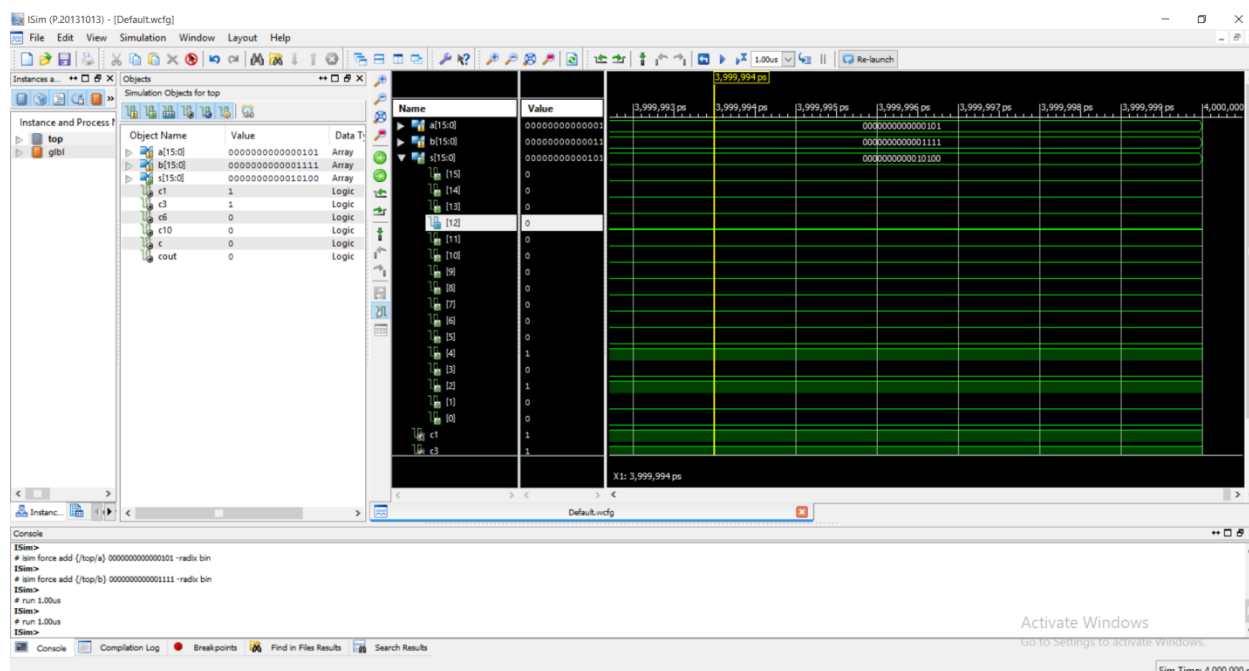 ISim (P.20131013) - [Default.wcfg]
File Edit View Simulation Window Layout Help
1.00us Re-launch
Instances a...
Instance and Process N
top
glbl
Instanc...
Objects
Simulation Objects for top
Object Name Value Data Ty
a[15:0] 0000000000000101 Array
b[15:0] 0000000000001111 Array
s[15:0] 0000000000010100 Array
c1 1 Logic
c3 1 Logic
c6 0 Logic
c10 0 Logic
c 0 Logic
cout 0 Logic
Name Value
a[15:0] 00000000000001
b[15:0] 00000000000011
s[15:0] 00000000000101
[15] 0
[14] 0
[13] 0
[12] 0
[11] 0
[10] 0
[9] 0
[8] 0
[7] 0
[6] 0
[5] 0
[4] 1
[3] 0
[2] 1
[1] 0
[0] 0
c1 1
c3 1
3,999,994 ps
3,999,993 ps 3,999,994 ps 3,999,995 ps 3,999,996 ps 3,999,997 ps 3,999,998 ps 3,999,999 ps 4,000,000
0000000000000101
0000000000001111
0000000000010100
X1: 3,999,994 ps
Default.wcfg
Console
ISim>
# isim force add {/top/a} 0000000000000101 -radix bin
ISim>
# isim force add {/top/b} 0000000000001111 -radix bin
ISim>
# run 1.00us
ISim>
# run 1.00us
ISim>
Console Compilation Log Breakpoints Find in Files Results Search Results
Activate Windows
Go to Settings to activate Windows.
Sim Time: 4,000,000